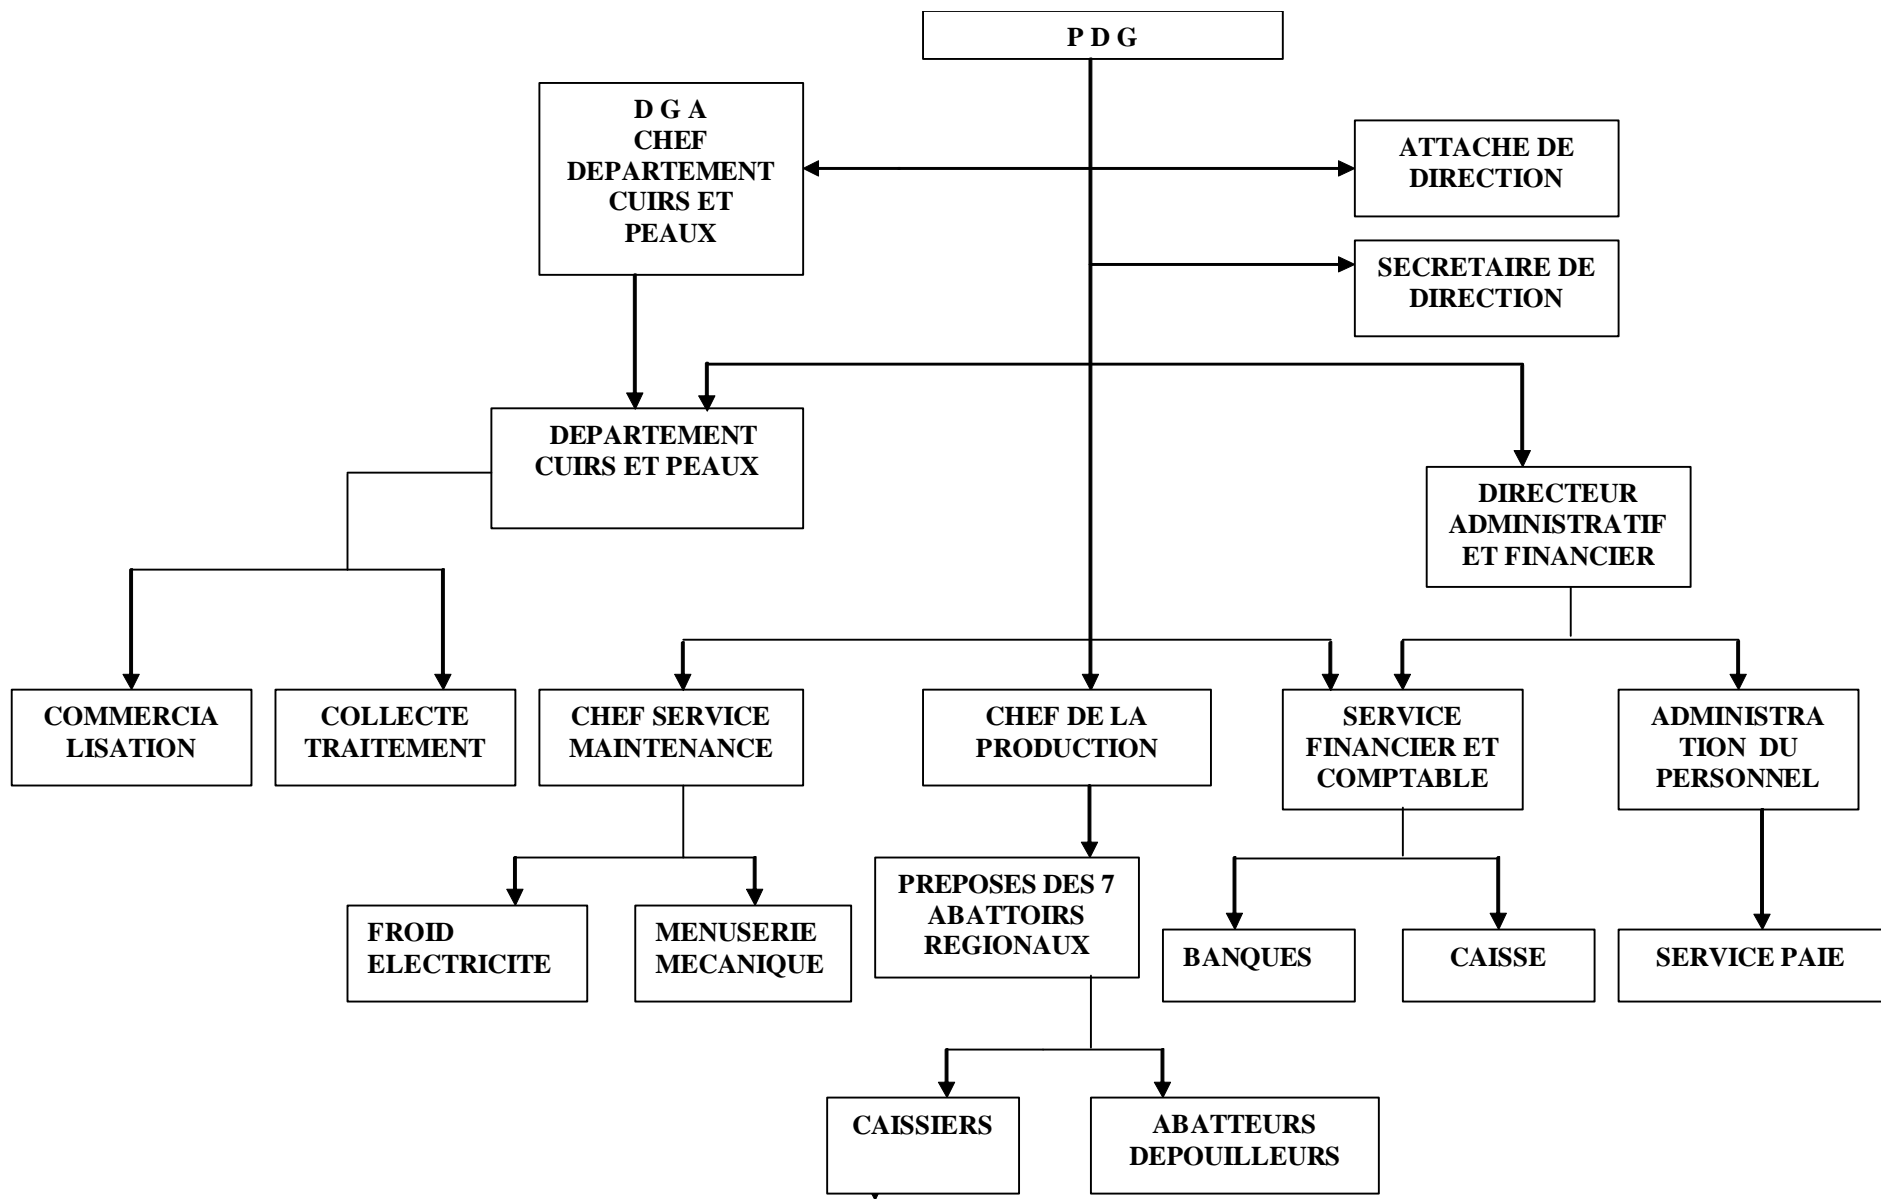 P D G
D G A
CHEF
DEPARTEMENT
CUIRS ET
PEAUX
ATTACHE DE
DIRECTION
SECRETAIRE DE
DIRECTION
DEPARTEMENT
CUIRS ET PEAUX
DIRECTEUR
ADMINISTRATIF
ET FINANCIER
COMMERCIA
LISATION
COLLECTE
TRAITEMENT
CHEF SERVICE
MAINTENANCE
CHEF DE LA
PRODUCTION
SERVICE
FINANCIER ET
COMPTABLE
ADMINISTRA
TION DU
PERSONNEL
FROID
ELECTRICITE
MENUSERIE
MECANIQUE
PREPOSES DES 7
ABATTOIRS
REGIONAUX
BANQUES
CAISSE
SERVICE PAIE
CAISSIERS
ABATTEURS
DEPOUILLEURS